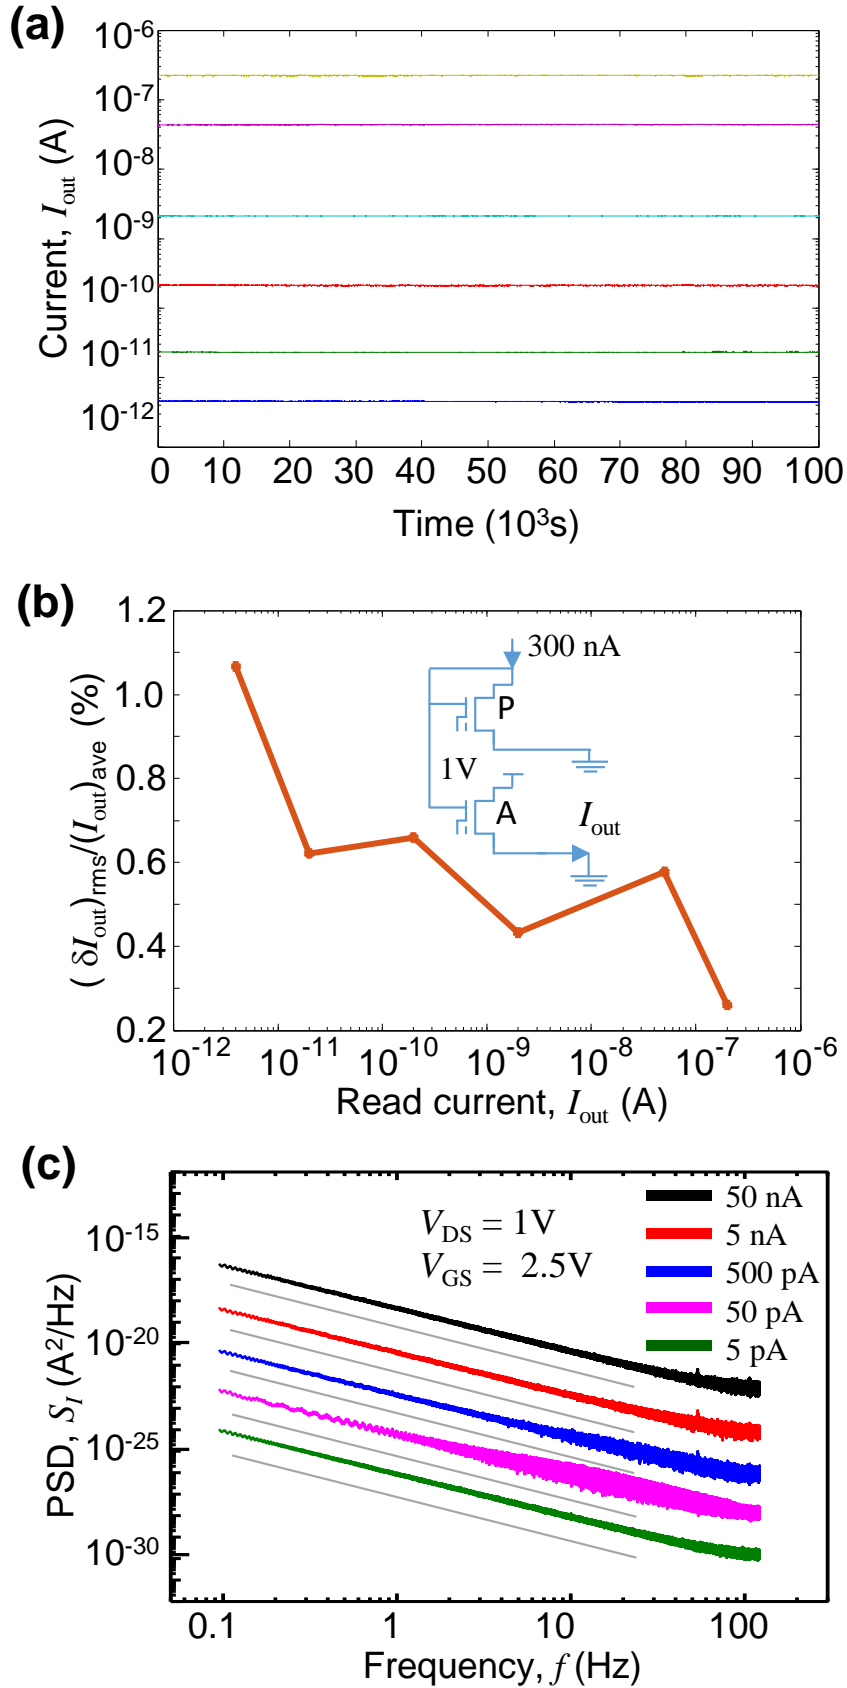 (a)
10⁻⁶
10⁻⁷
10⁻⁸
10⁻⁹
10⁻¹⁰
10⁻¹¹
10⁻¹²
Current, Iout (A)
0 10 20 30 40 50 60 70 80 90 100
Time (10³s)
(b)
1.2
1.0
0.8
0.6
0.4
0.2
(δIout)rms/(Iout)ave (%)
300 nA
P
1V
A
Iout
10⁻¹² 10⁻¹¹ 10⁻¹⁰ 10⁻⁹ 10⁻⁸ 10⁻⁷ 10⁻⁶
Read current, Iout (A)
(c)
10⁻¹⁵
10⁻²⁰
10⁻²⁵
10⁻³⁰
PSD, SI (A²/Hz)
VDS = 1V
VGS = 2.5V
50 nA
5 nA
500 pA
50 pA
5 pA
0.1 1 10 100
Frequency, f (Hz)